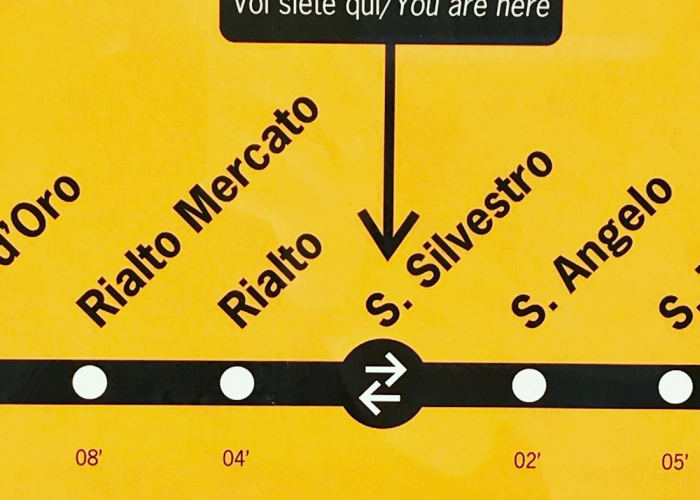 Voi siete qui/You are here
d'Oro
Rialto Mercato
Rialto
S. Silvestro
S. Angelo
S.
08'
04'
02'
05'